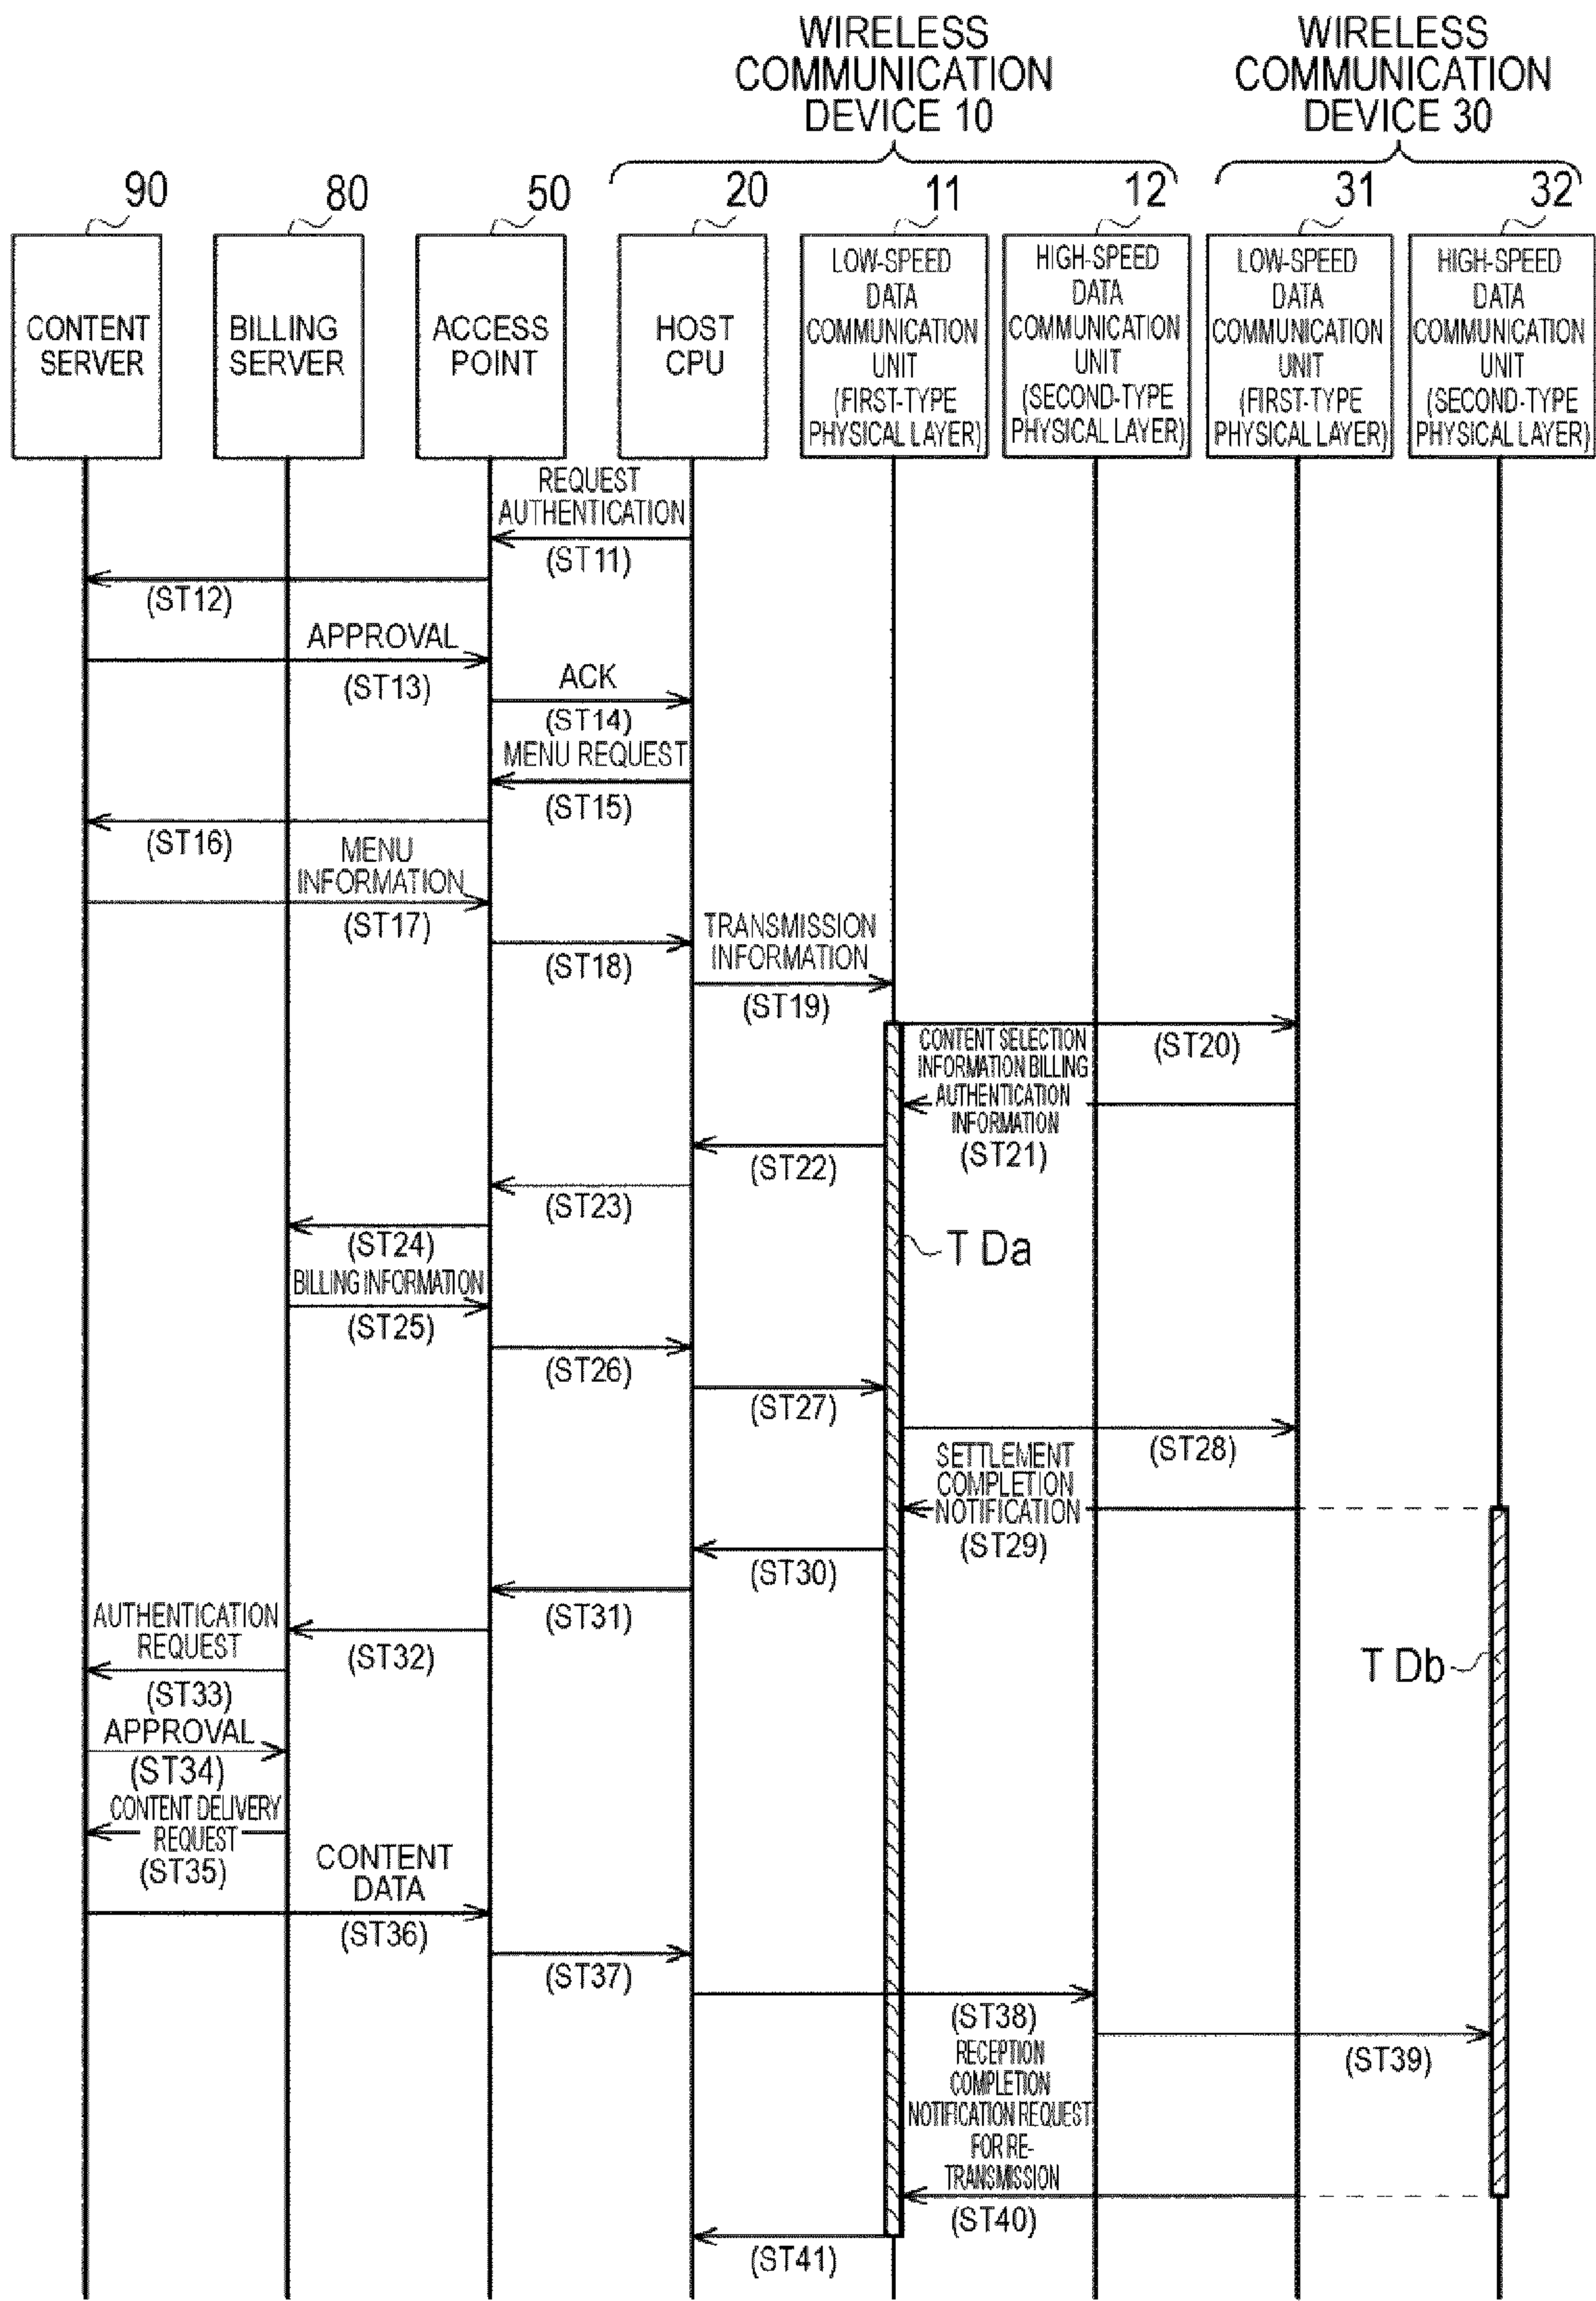 WIRELESS
COMMUNICATION
DEVICE 10
WIRELESS
COMMUNICATION
DEVICE 30
90
80
50
20
11
12
31
32
CONTENT
SERVER
BILLING
SERVER
ACCESS
POINT
HOST
CPU
LOW-SPEED
DATA
COMMUNICATION
UNIT
(FIRST-TYPE
PHYSICAL LAYER)
HIGH-SPEED
DATA
COMMUNICATION
UNIT
(SECOND-TYPE
PHYSICAL LAYER)
LOW-SPEED
DATA
COMMUNICATION
UNIT
(FIRST-TYPE
PHYSICAL LAYER)
HIGH-SPEED
DATA
COMMUNICATION
UNIT
(SECOND-TYPE
PHYSICAL LAYER)
REQUEST
AUTHENTICATION
(ST11)
(ST12)
APPROVAL
(ST13)
ACK
(ST14)
MENU REQUEST
(ST15)
(ST16)
MENU
INFORMATION
(ST17)
(ST18)
TRANSMISSION
INFORMATION
(ST19)
(ST20)
CONTENT SELECTION
INFORMATION BILLING
AUTHENTICATION
INFORMATION
(ST21)
(ST22)
(ST23)
(ST24)
T Da
BILLING INFORMATION
(ST25)
(ST26)
(ST27)
(ST28)
SETTLEMENT
COMPLETION
NOTIFICATION
(ST29)
(ST30)
(ST31)
(ST32)
AUTHENTICATION
REQUEST
(ST33)
T Db
APPROVAL
(ST34)
CONTENT DELIVERY
REQUEST
(ST35)
CONTENT
DATA
(ST36)
(ST37)
(ST38)
(ST39)
RECEPTION
COMPLETION
NOTIFICATION REQUEST
FOR RE-
TRANSMISSION
(ST40)
(ST41)